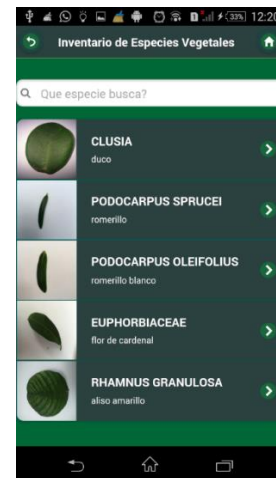 33% 12:20
Inventario de Especies Vegetales
Que especie busca?
CLUSIA
duco
PODOCARPUS SPRUCEI
romerillo
PODOCARPUS OLEIFOLIUS
romerillo blanco
EUPHORBIACEAE
flor de cardenal
RHAMNUS GRANULOSA
aliso amarillo